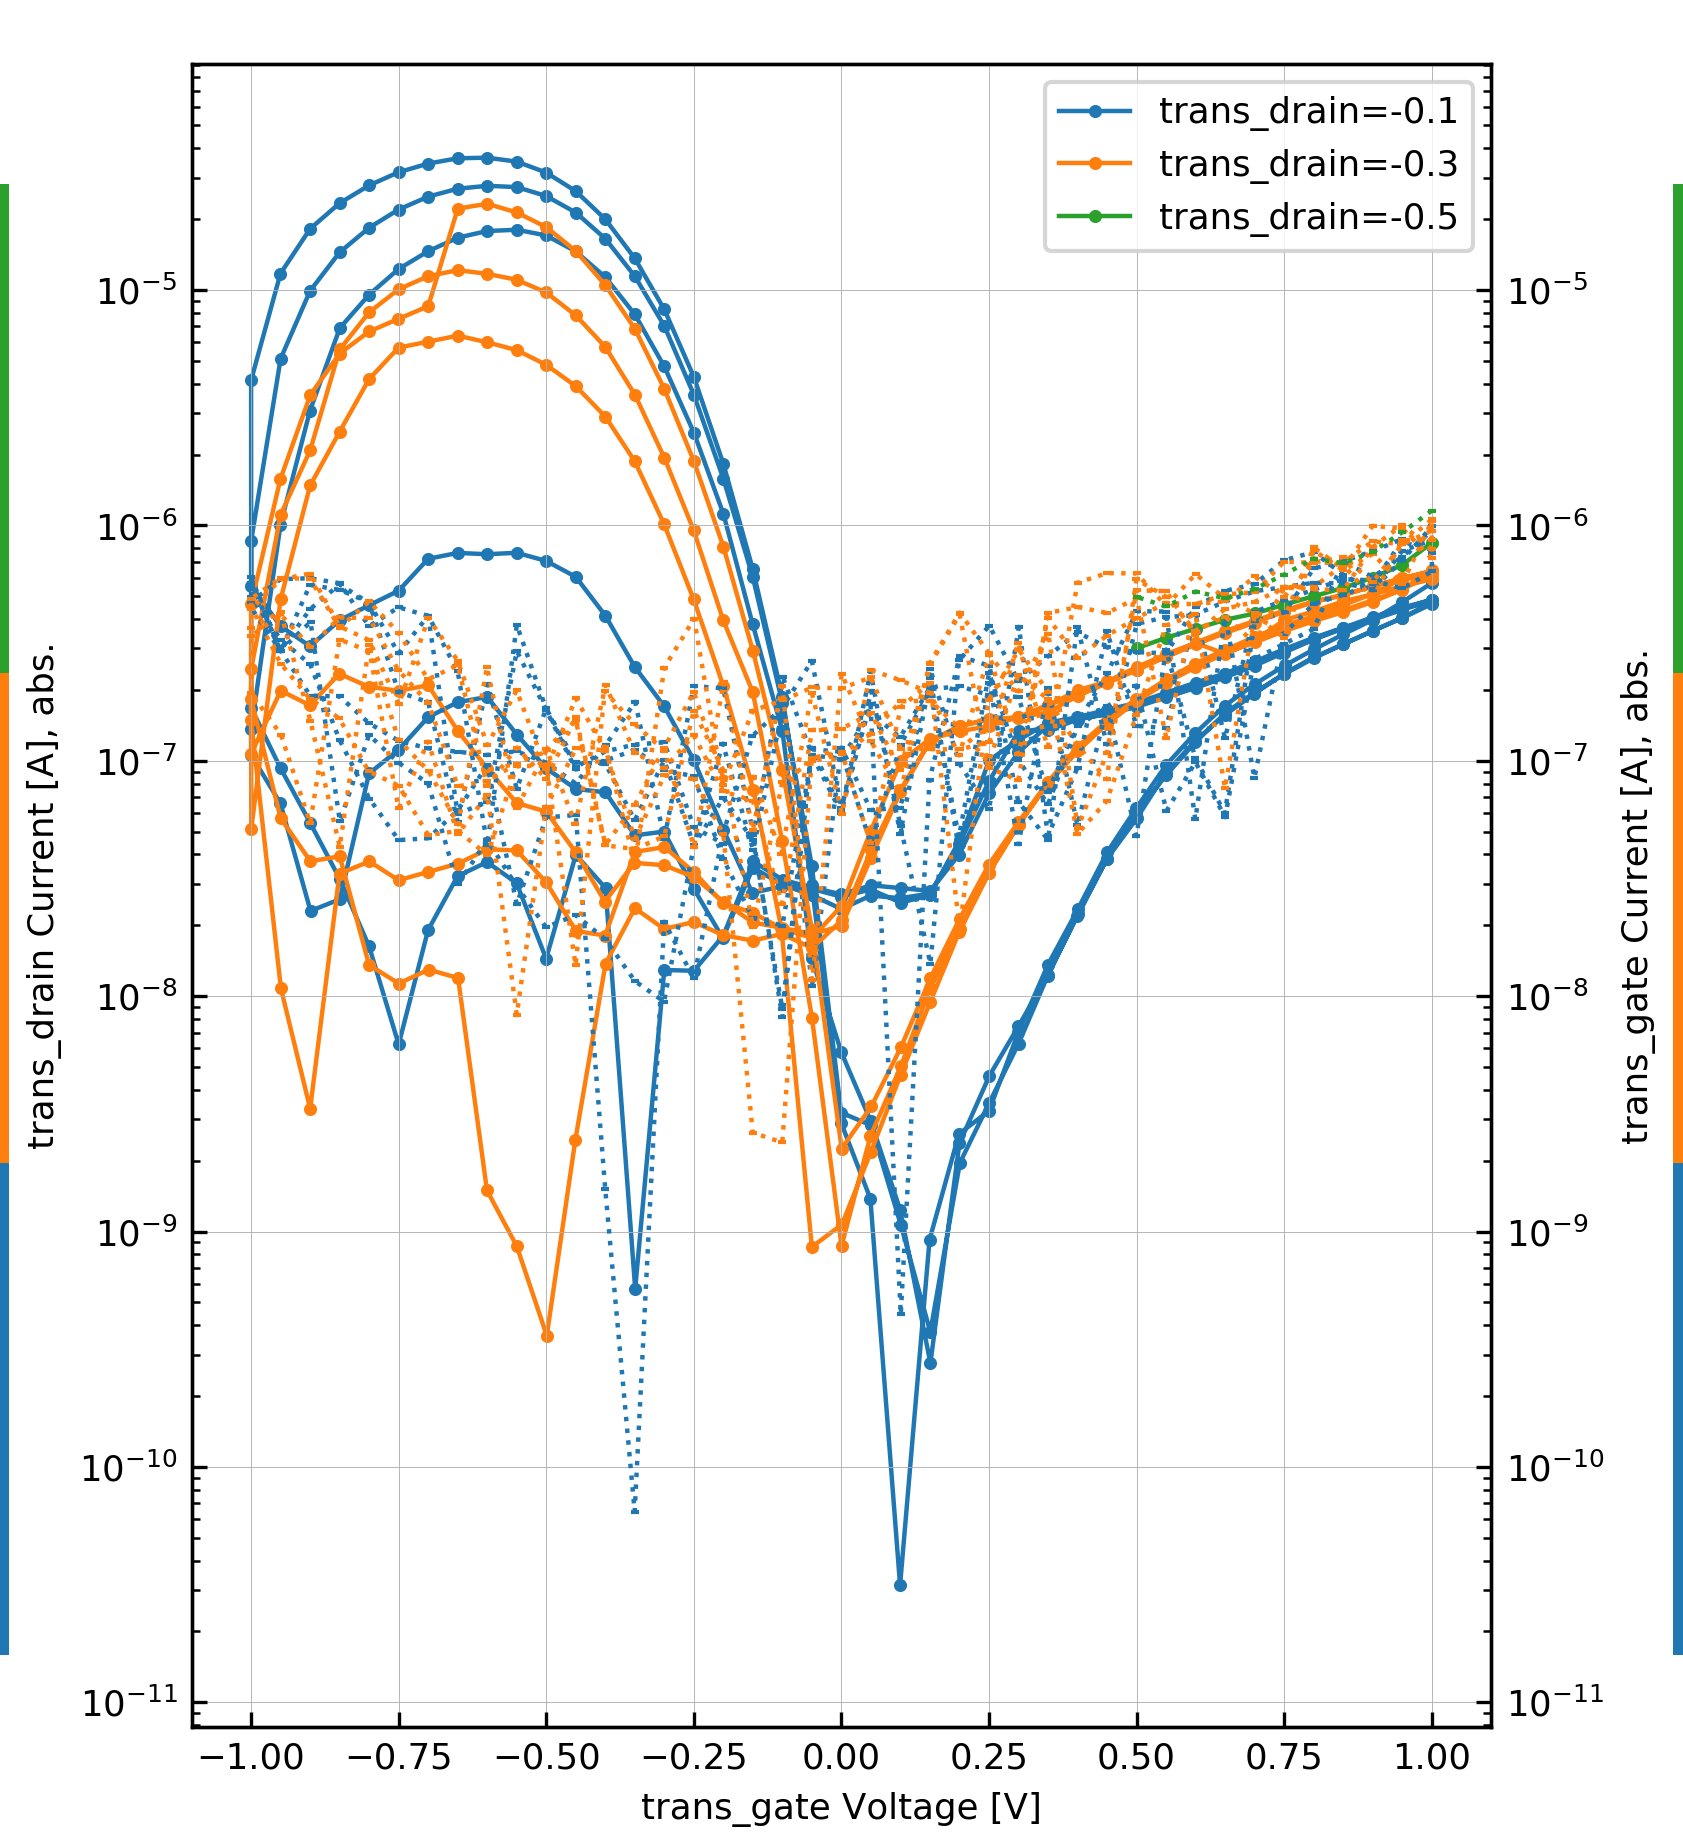 trans_drain=-0.1
trans_drain=-0.3
trans_drain=-0.5
10⁻⁵
10⁻⁶
10⁻⁷
10⁻⁸
10⁻⁹
10⁻¹⁰
10⁻¹¹
trans_drain Current [A], abs.
10⁻⁵
10⁻⁶
10⁻⁷
10⁻⁸
10⁻⁹
10⁻¹⁰
10⁻¹¹
trans_gate Current [A], abs.
−1.00 −0.75 −0.50 −0.25 0.00 0.25 0.50 0.75 1.00
trans_gate Voltage [V]